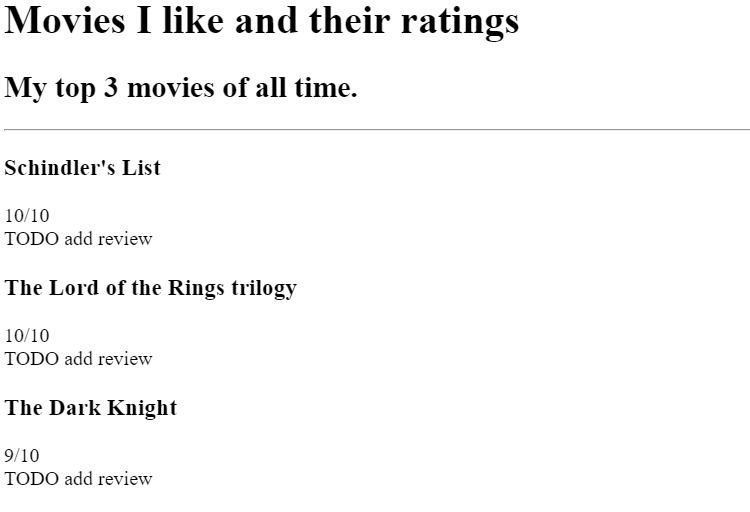 Movies I like and their ratings
My top 3 movies of all time.
Schindler's List
10/10
TODO add review
The Lord of the Rings trilogy
10/10
TODO add review
The Dark Knight
9/10
TODO add review